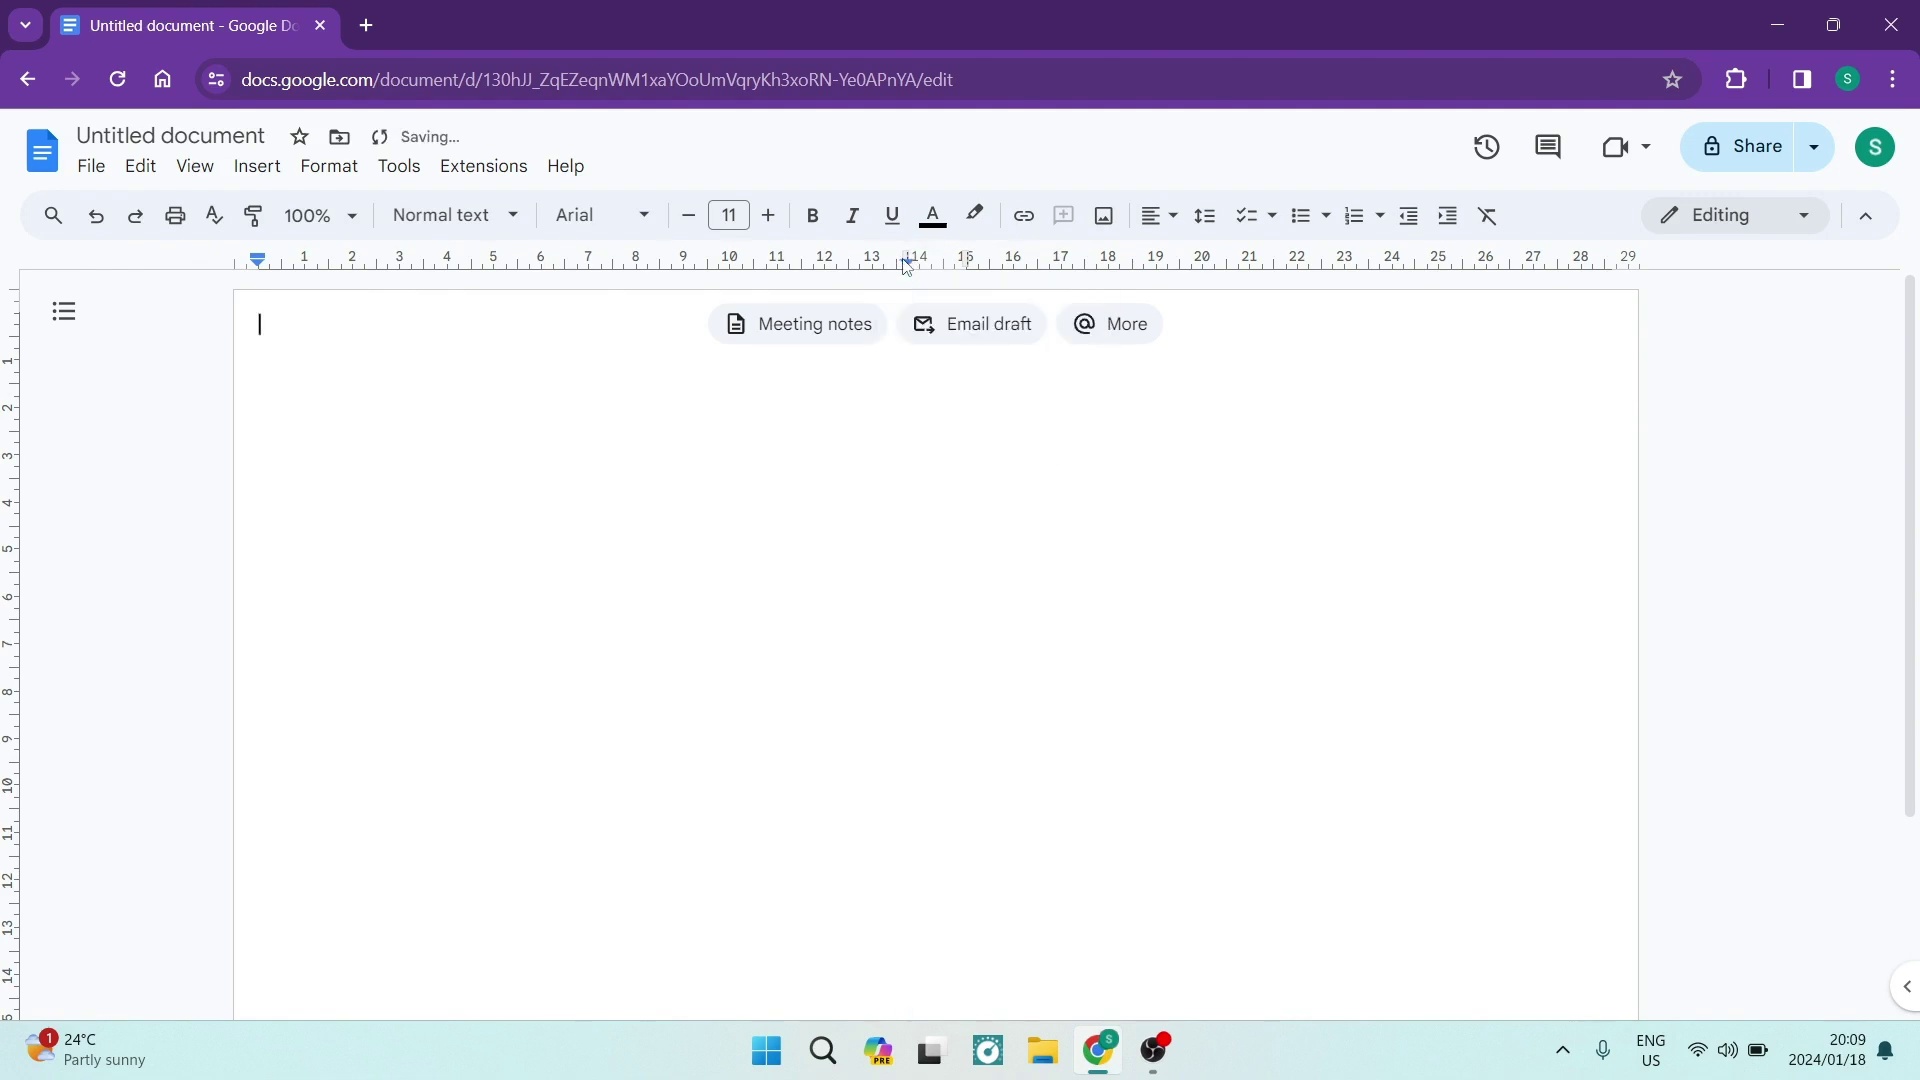 Untitled document - Google Do
docs.google.com/document/d/130hJJ_ZqEZeqnWM1xaYOoUmVqryKh3xoRN-Ye0APnYA/edit
S
Untitled document
Saving...
File Edit View Insert Format Tools Extensions Help
Share
S
100% Normal text Arial 11 B I U A
Editing
1 2 3 4 5 6 7 8 9 10 11 12 13 14 15 16 17 18 19 20 21 22 23 24 25 26 27 28 29
Meeting notes Email draft More
1
2
3
4
5
6
7
8
9
10
11
12
13
14
1
24°C
Partly sunny
PRE
S
ENG
US
20:09
2024/01/18